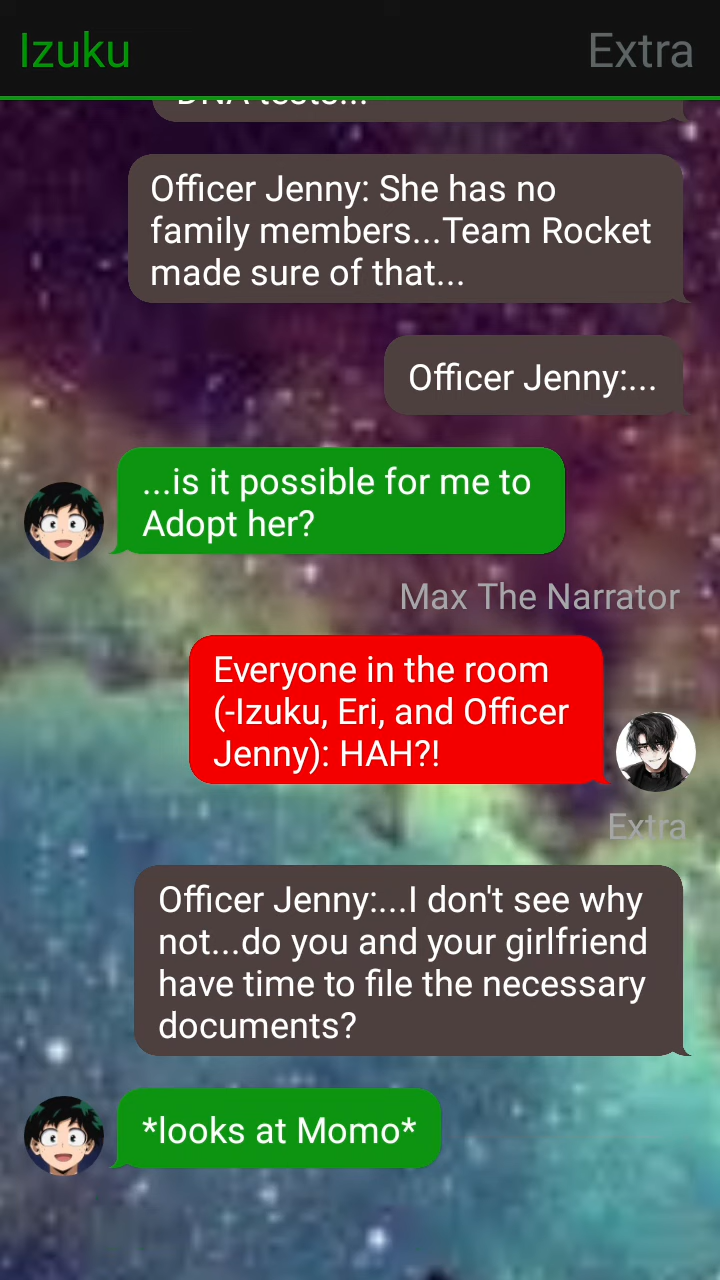 Izuku
Extra
DNA tests...
Officer Jenny: She has no
family members...Team Rocket
made sure of that...
Officer Jenny:...
...is it possible for me to
Adopt her?
Max The Narrator
Everyone in the room
(-Izuku, Eri, and Officer
Jenny): HAH?!
Extra
Officer Jenny:...I don't see why
not...do you and your girlfriend
have time to file the necessary
documents?
*looks at Momo*